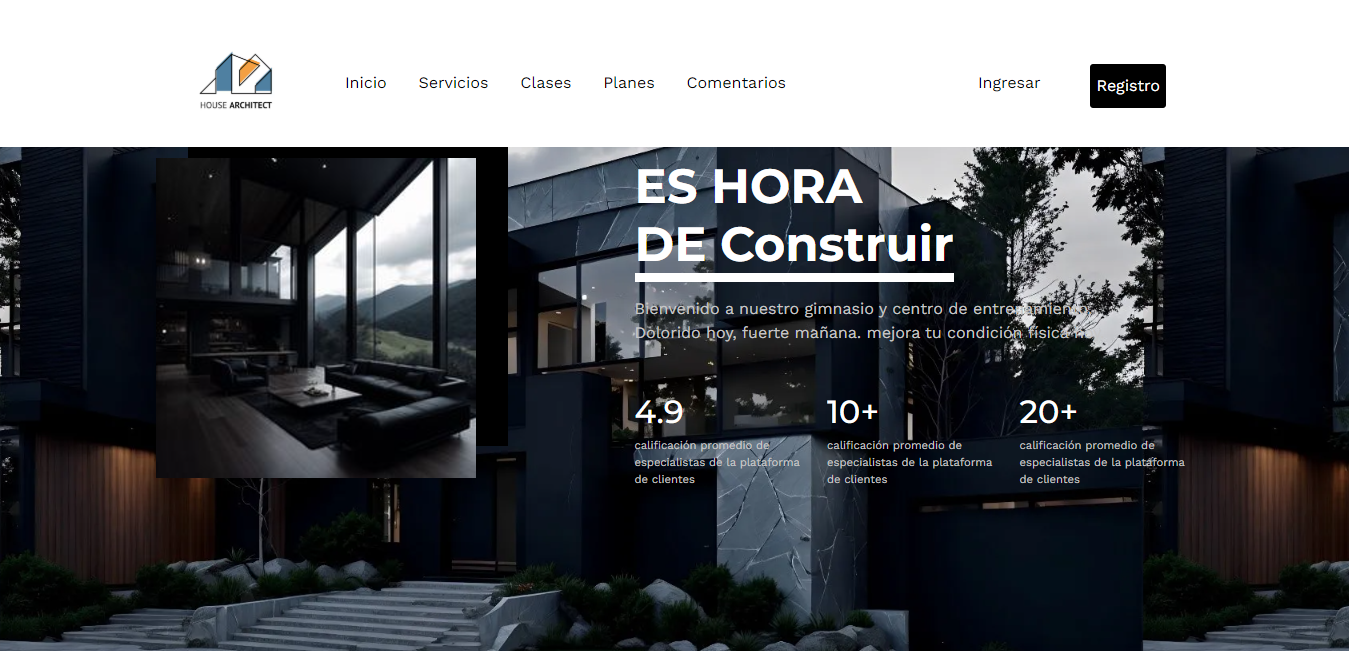 HOUSE ARCHITECT
Inicio Servicios Clases Planes Comentarios Ingresar Registro
ES HORA
DE Construir
Bienvenido a nuestro gimnasio y centro de entrenamiento.
Dolorido hoy, fuerte mañana. mejora tu condición física
4.9 10+ 20+
calificación promedio de calificación promedio de calificación promedio de
especialistas de la plataforma especialistas de la plataforma especialistas de la plataforma
de clientes de clientes de clientes